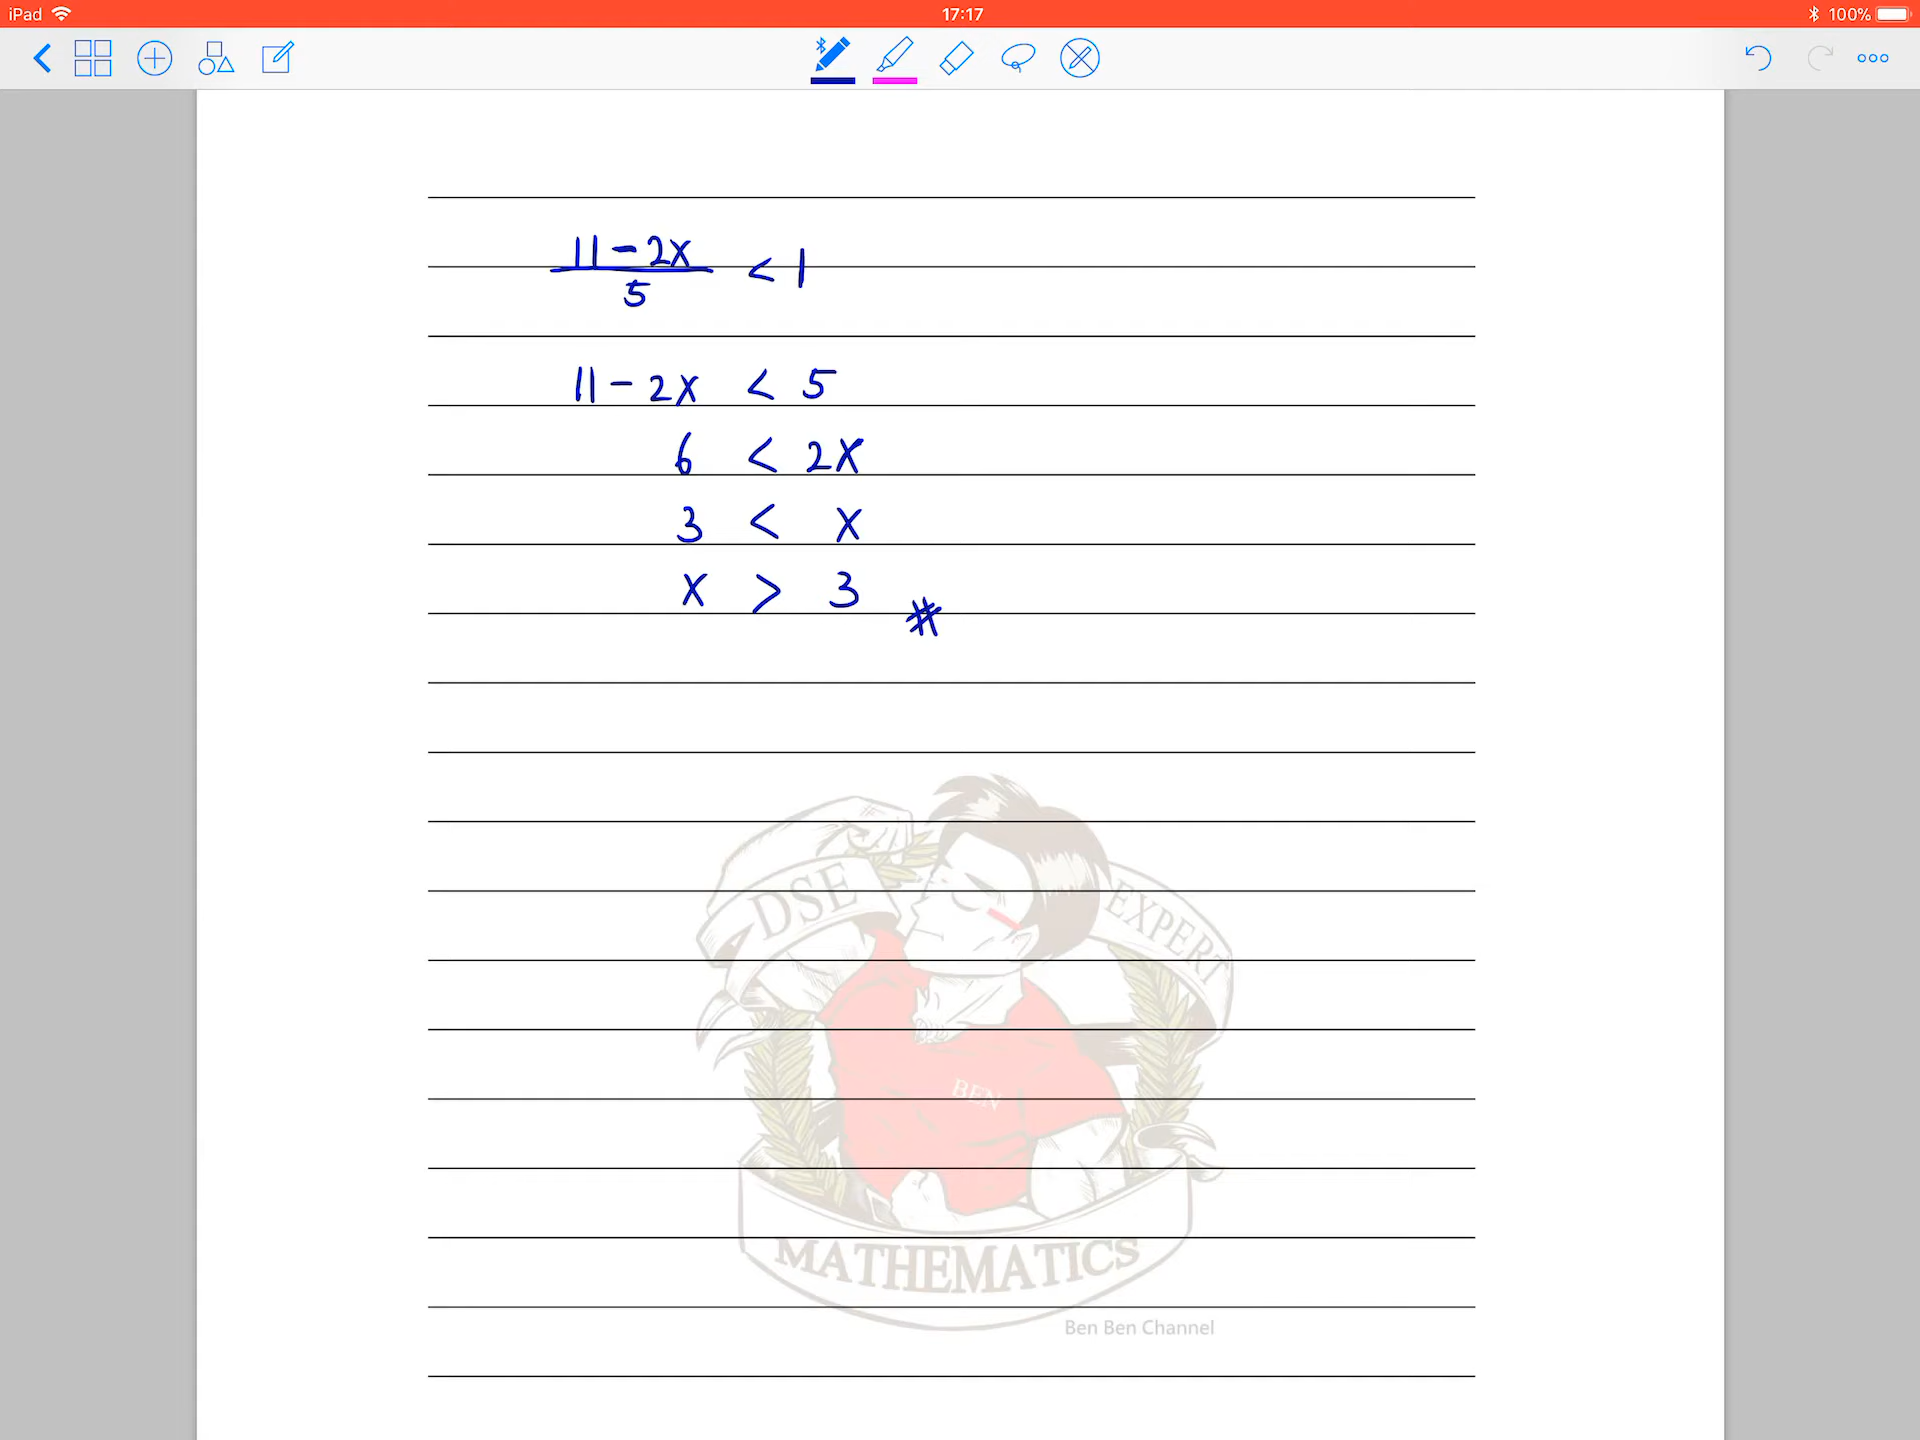 iPad 17:17 100%
11-2x
5
< 1
11-2x < 5
6 < 2x
3 < x
x > 3 #
DSE EXPERT
BEN
MATHEMATICS
Ben Ben Channel